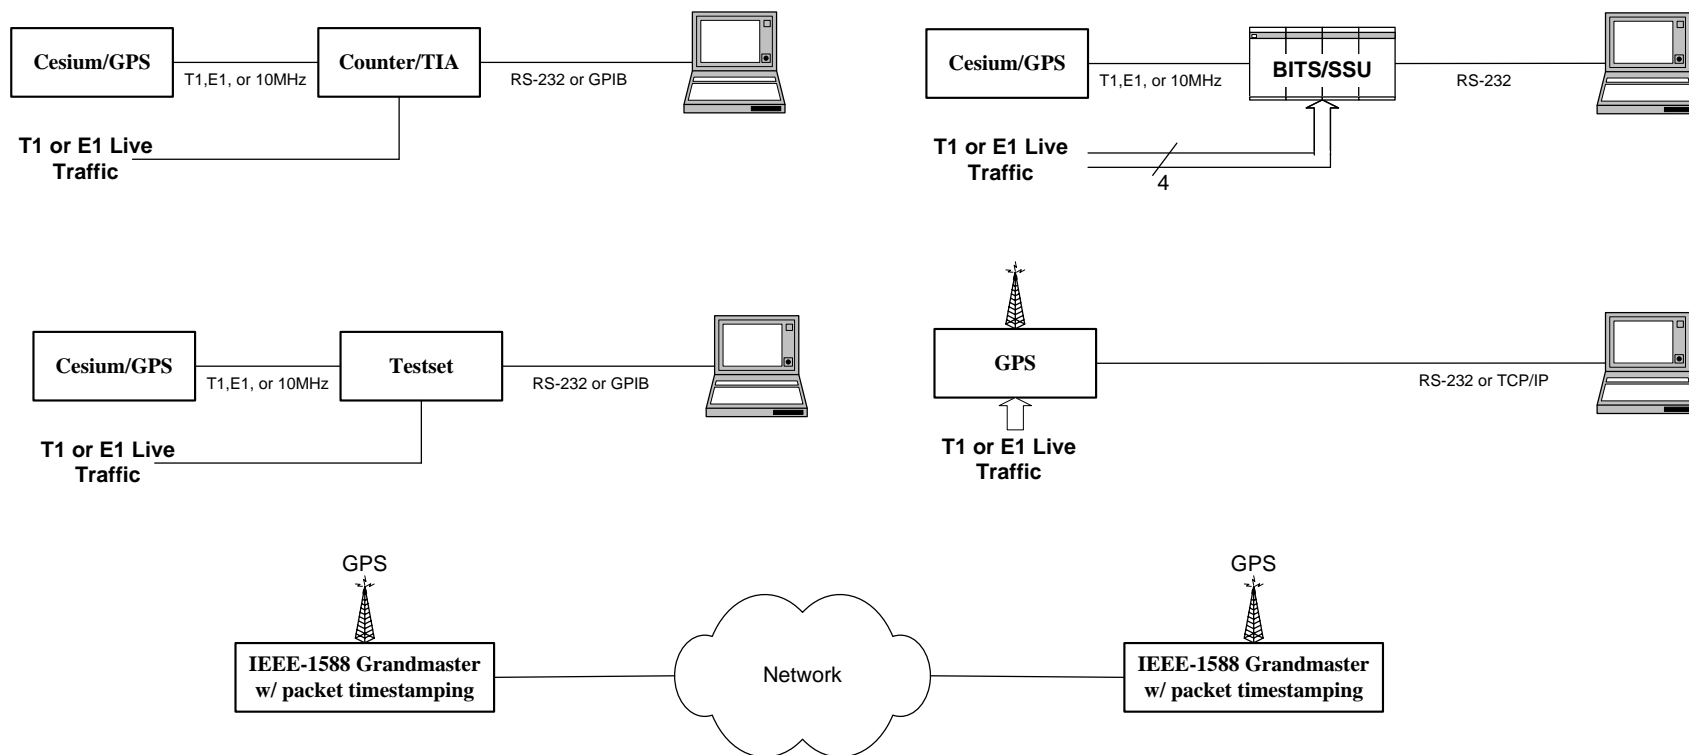 Cesium/GPS
T1,E1, or 10MHz
Counter/TIA
RS-232 or GPIB
T1 or E1 Live
Traffic
Cesium/GPS
T1,E1, or 10MHz
BITS/SSU
RS-232
T1 or E1 Live
Traffic
4
Cesium/GPS
T1,E1, or 10MHz
Testset
RS-232 or GPIB
T1 or E1 Live
Traffic
GPS
RS-232 or TCP/IP
T1 or E1 Live
Traffic
GPS
IEEE-1588 Grandmaster
w/ packet timestamping
Network
GPS
IEEE-1588 Grandmaster
w/ packet timestamping